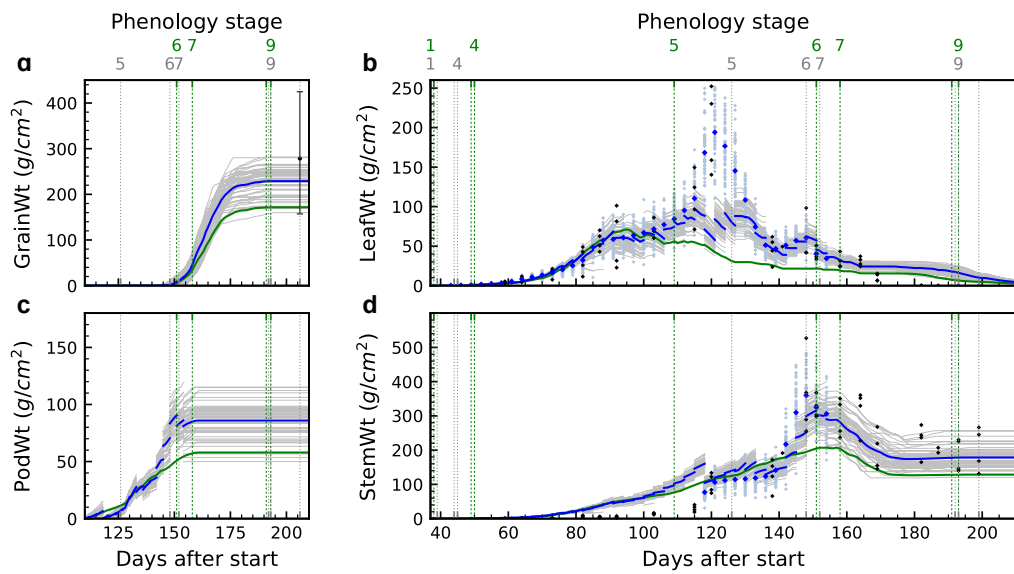 Phenology stage
6 7 9
5 67 9
a
GrainWt (g/cm²)
0
100
200
300
400
Phenology stage
1 4 5 6 7 9
1 4 5 67 9
b
LeafWt (g/cm²)
0
50
100
150
200
250
c
PodWt (g/cm²)
0
50
100
150
125 150 175 200
Days after start
d
StemWt (g/cm²)
0
100
200
300
400
500
40 60 80 100 120 140 160 180 200
Days after start